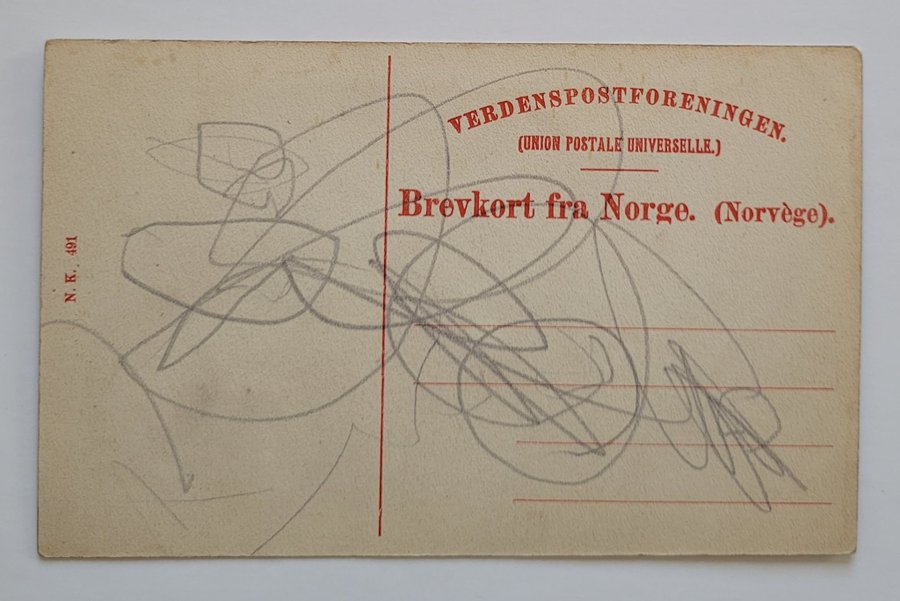 VERDENSPOSTFORENINGEN.
(UNION POSTALE UNIVERSELLE.)
Brevkort fra Norge. (Norvège).
N. K. 491